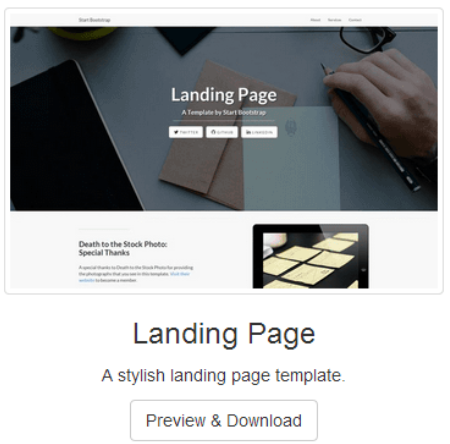 Start Bootstrap
About Services Contact
Landing Page
A Template by Start Bootstrap
TWITTER GITHUB LINKEDIN
Death to the Stock Photo:
Special Thanks
A special thanks to Death to the Stock Photo for providing
the photographs that you see in this template. Visit their
website to become a member.
Landing Page
A stylish landing page template.
Preview & Download